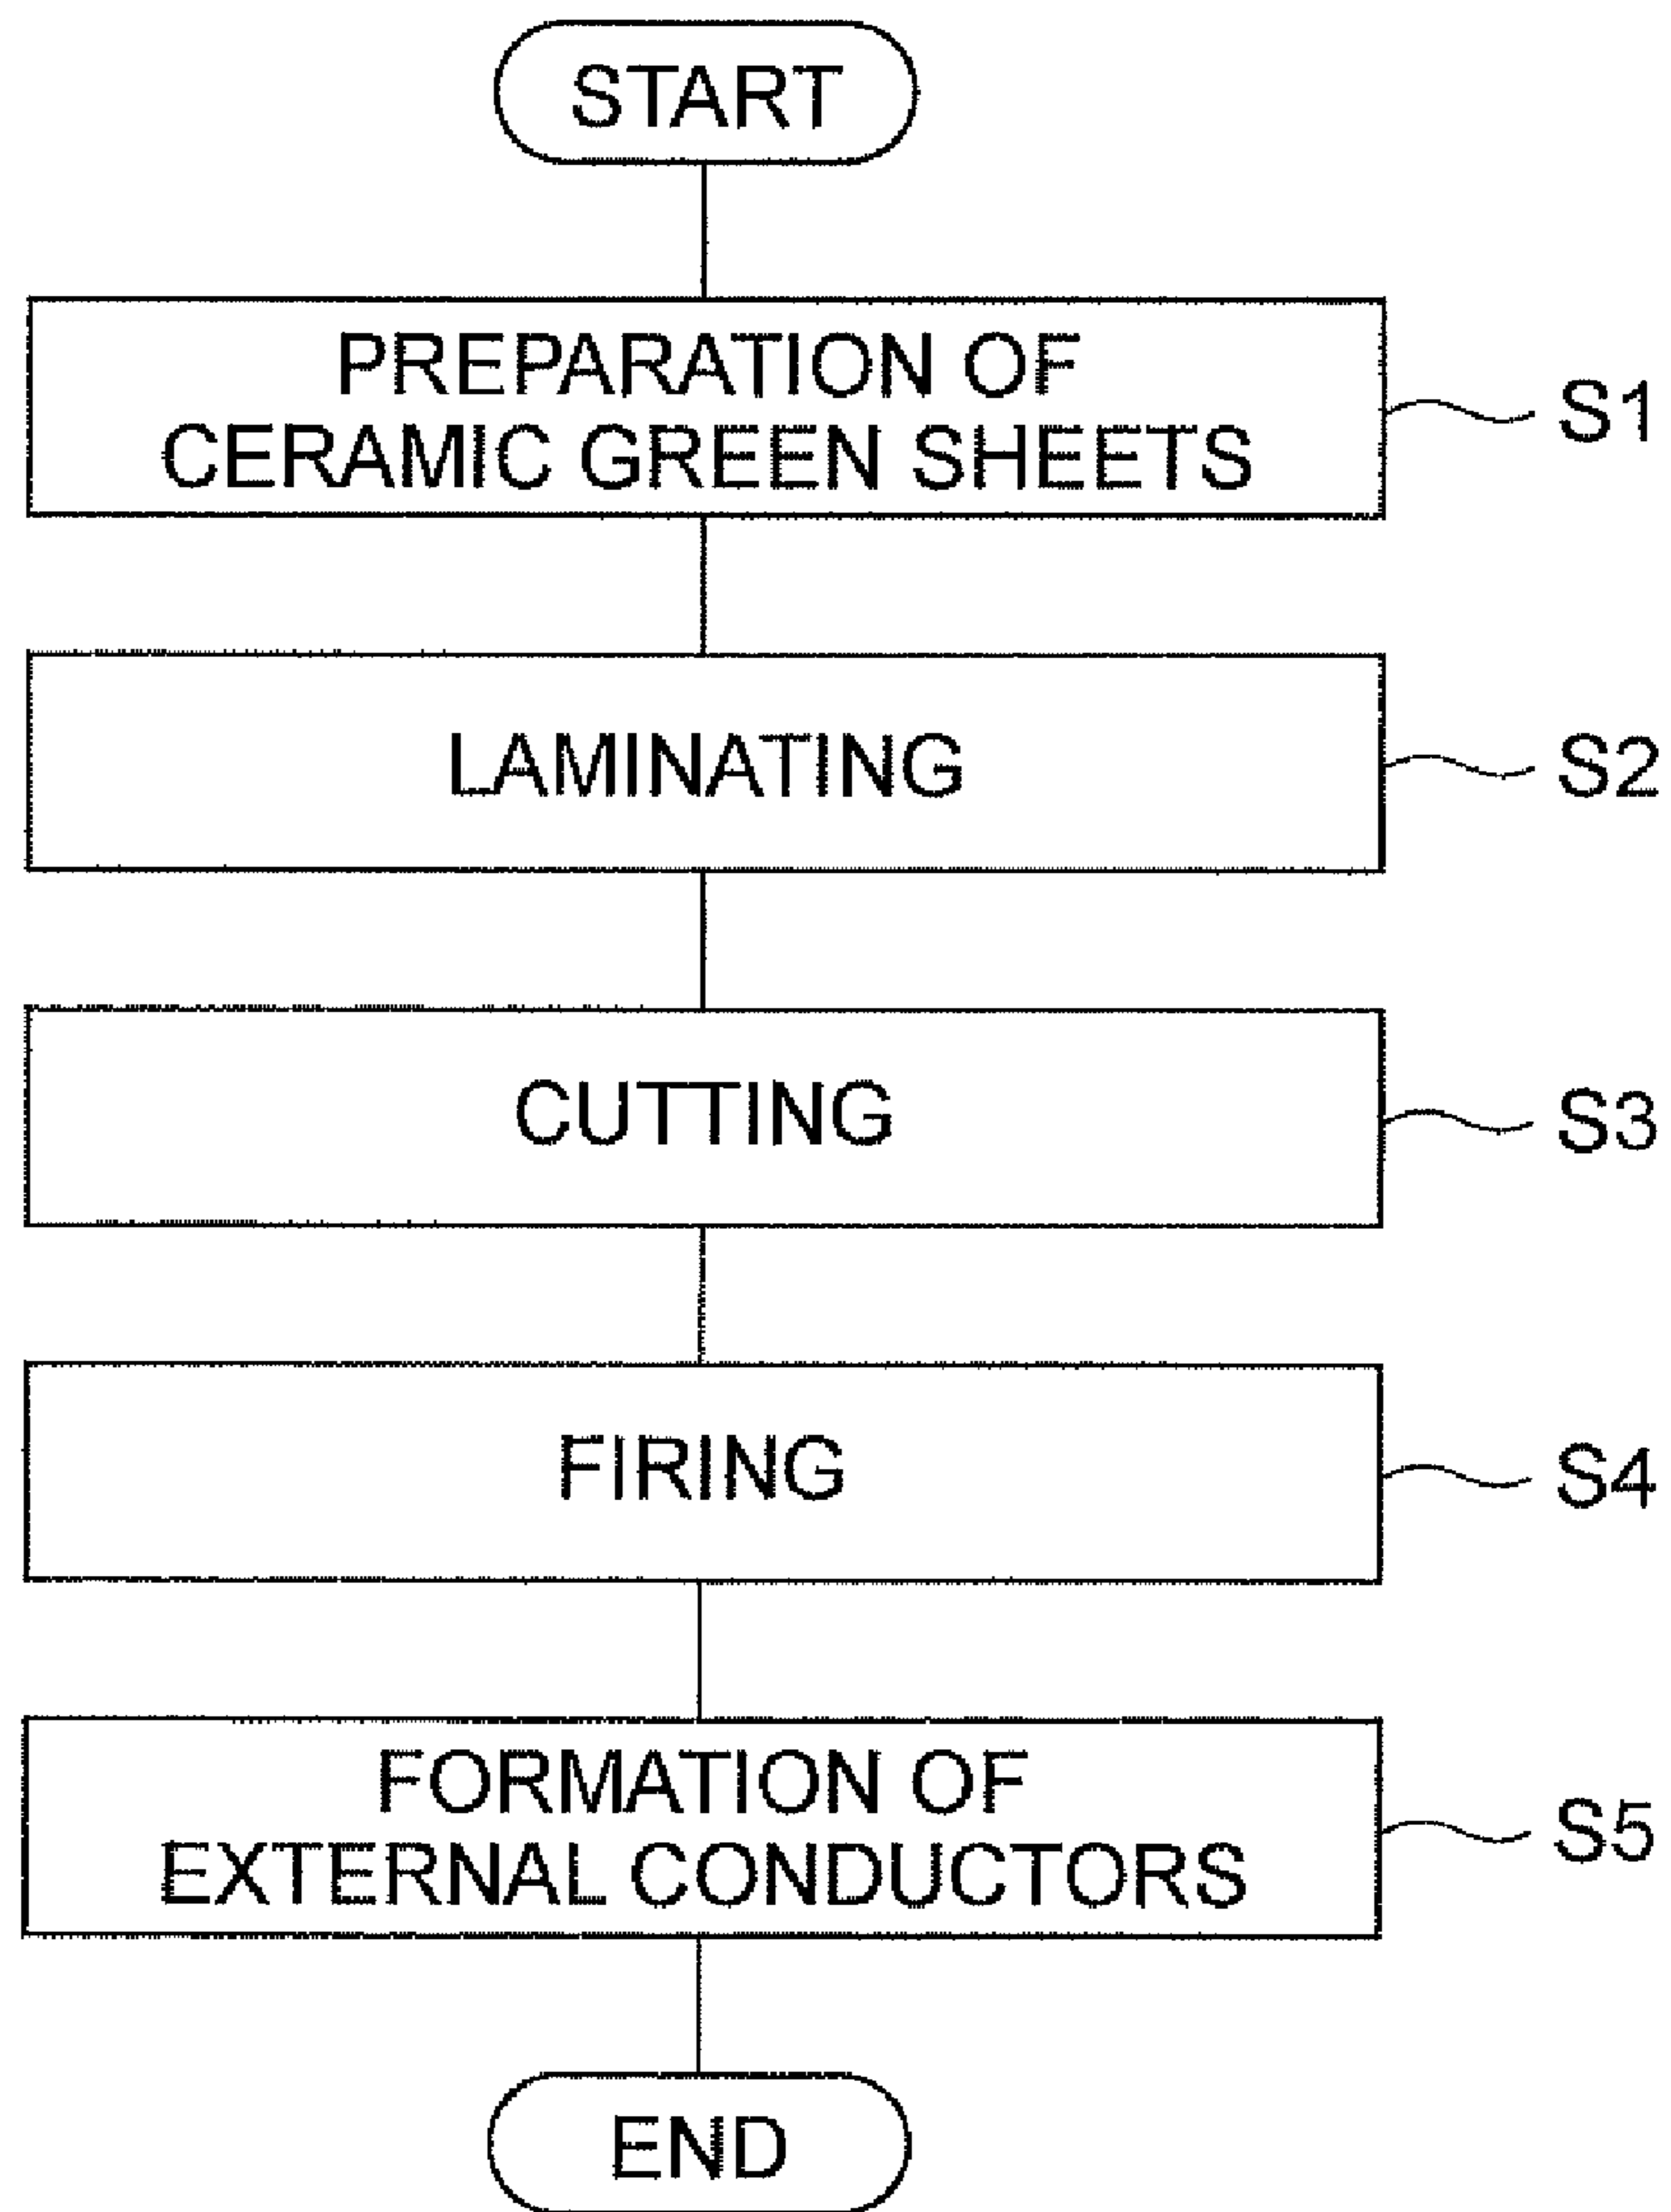 START
PREPARATION OF
CERAMIC GREEN SHEETS
S1
LAMINATING
S2
CUTTING
S3
FIRING
S4
FORMATION OF
EXTERNAL CONDUCTORS
S5
END